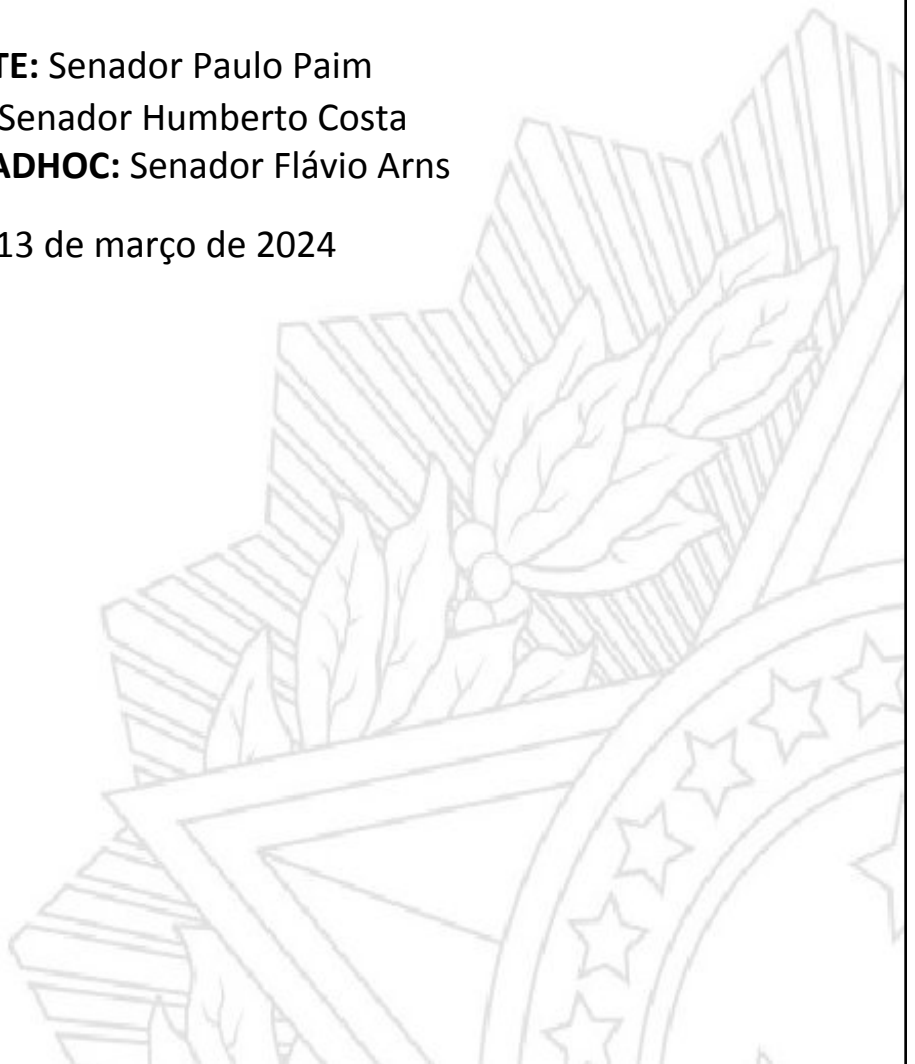 TE: Senador Paulo Paim
Senador Humberto Costa
ADHOC: Senador Flávio Arns
13 de março de 2024